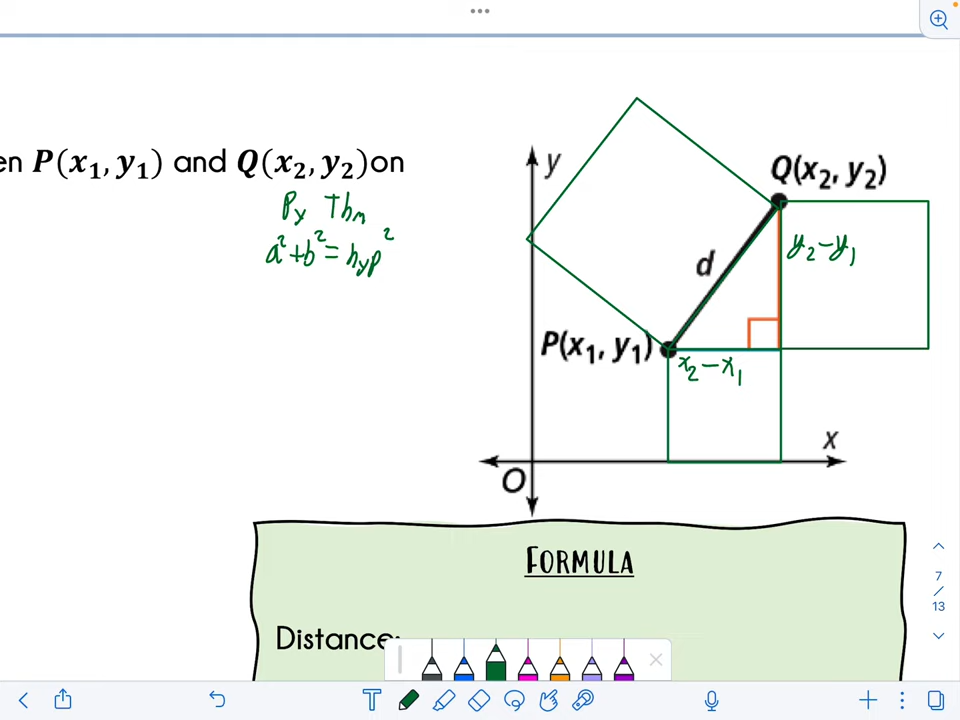 en P(x₁, y₁) and Q(x₂, y₂)on
Py Thm
a²+b²=hyp²
y
Q(x₂, y₂)
y₂-y₁
d
P(x₁, y₁)
x₂-x₁
x
O
FORMULA
Distance:
7
/
13
T